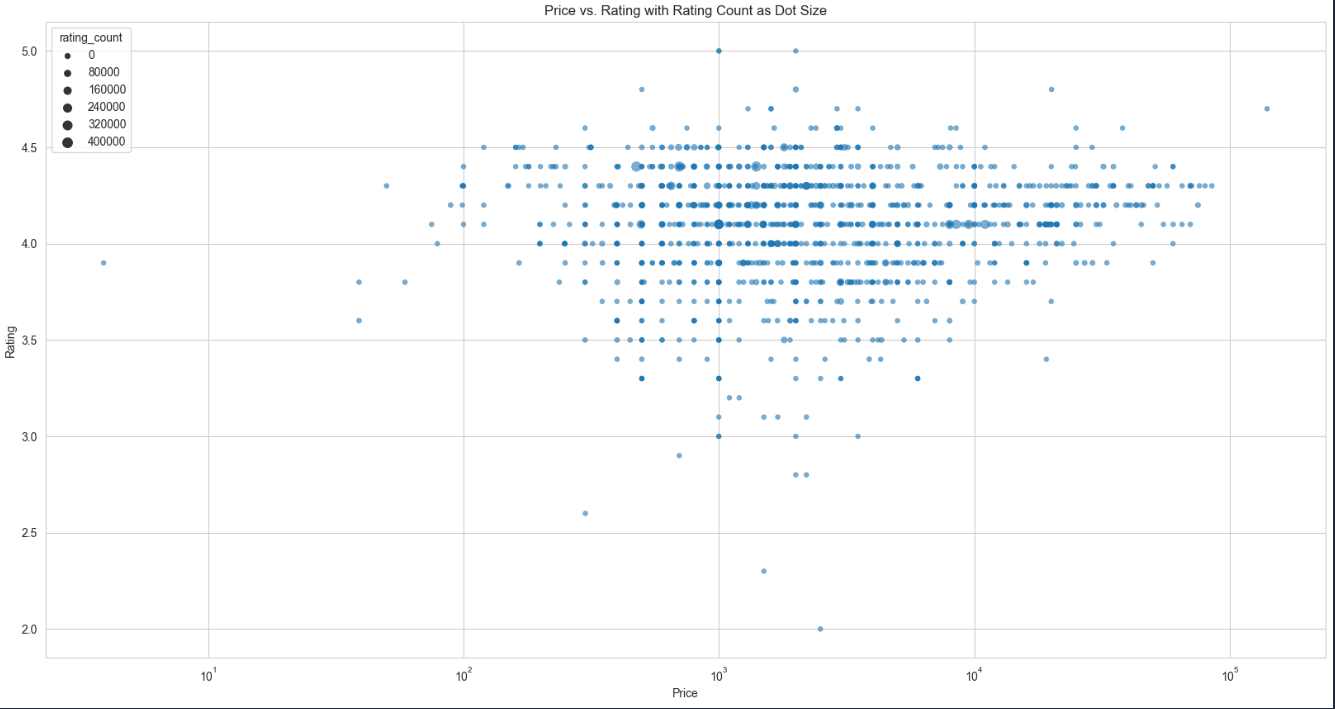 Price vs. Rating with Rating Count as Dot Size
rating_count
0
80000
160000
240000
320000
400000
5.0
4.5
4.0
3.5
3.0
2.5
2.0
Rating
10¹ 10² 10³ 10⁴ 10⁵
Price